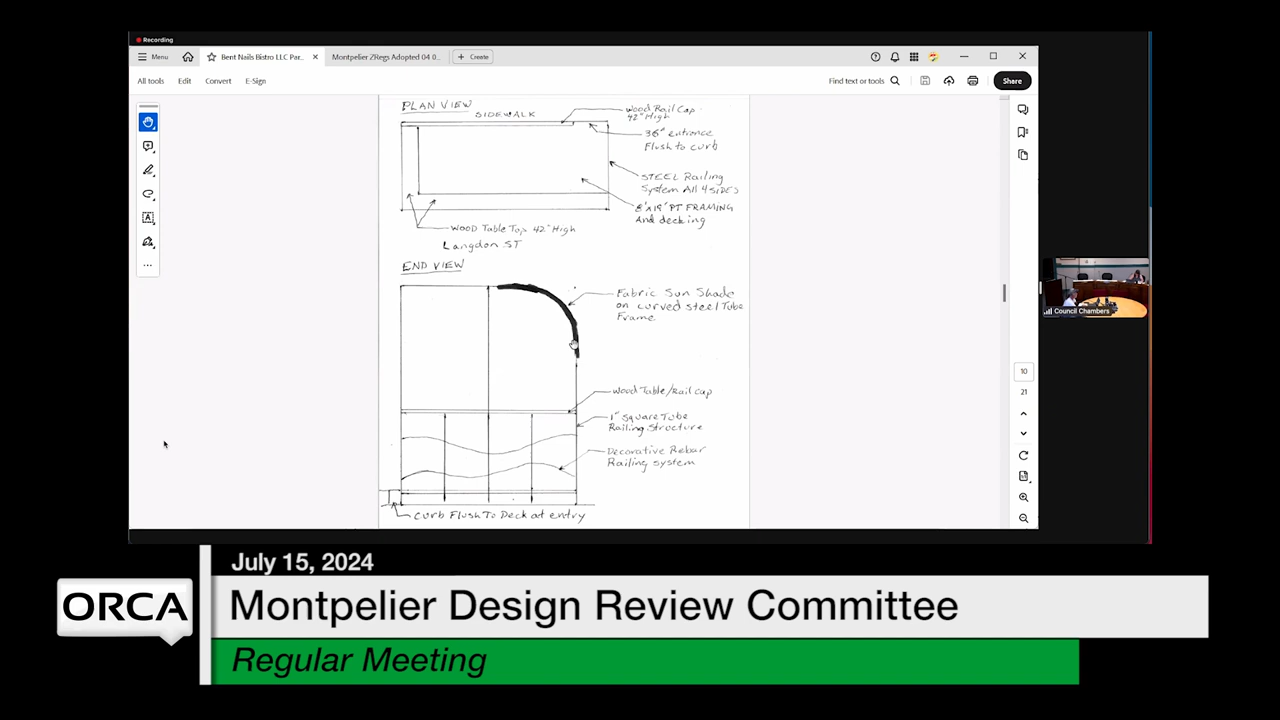 Recording
Menu
Bent Nails Bistro LLC Par...
Montpelier ZRegs Adopted 04 0...
Create
All tools
Edit
Convert
E-Sign
Find text or tools
Share
PLAN VIEW
SIDEWALK
Wood Rail Cap
42" High
36" entrance
Flush to curb
STEEL Railing
System All 4 SIDES
PT FRAMING
And decking
WOOD Table Top 42" High
Langdon ST
END VIEW
Fabric Sun Shade
on curved steel Tube
Frame
Wood Table/Rail cap
1" Square Tube
Railing Structure
Decorative Rebar
Railing system
Curb Flush To Deck at entry
10
21
Council Chambers
July 15, 2024
ORCA
Montpelier Design Review Committee
Regular Meeting